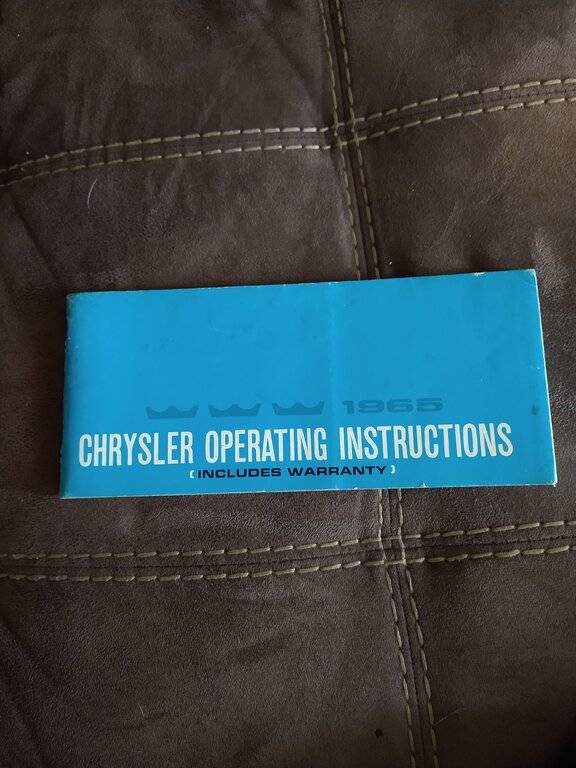 1965
CHRYSLER OPERATING INSTRUCTIONS
[INCLUDES WARRANTY]